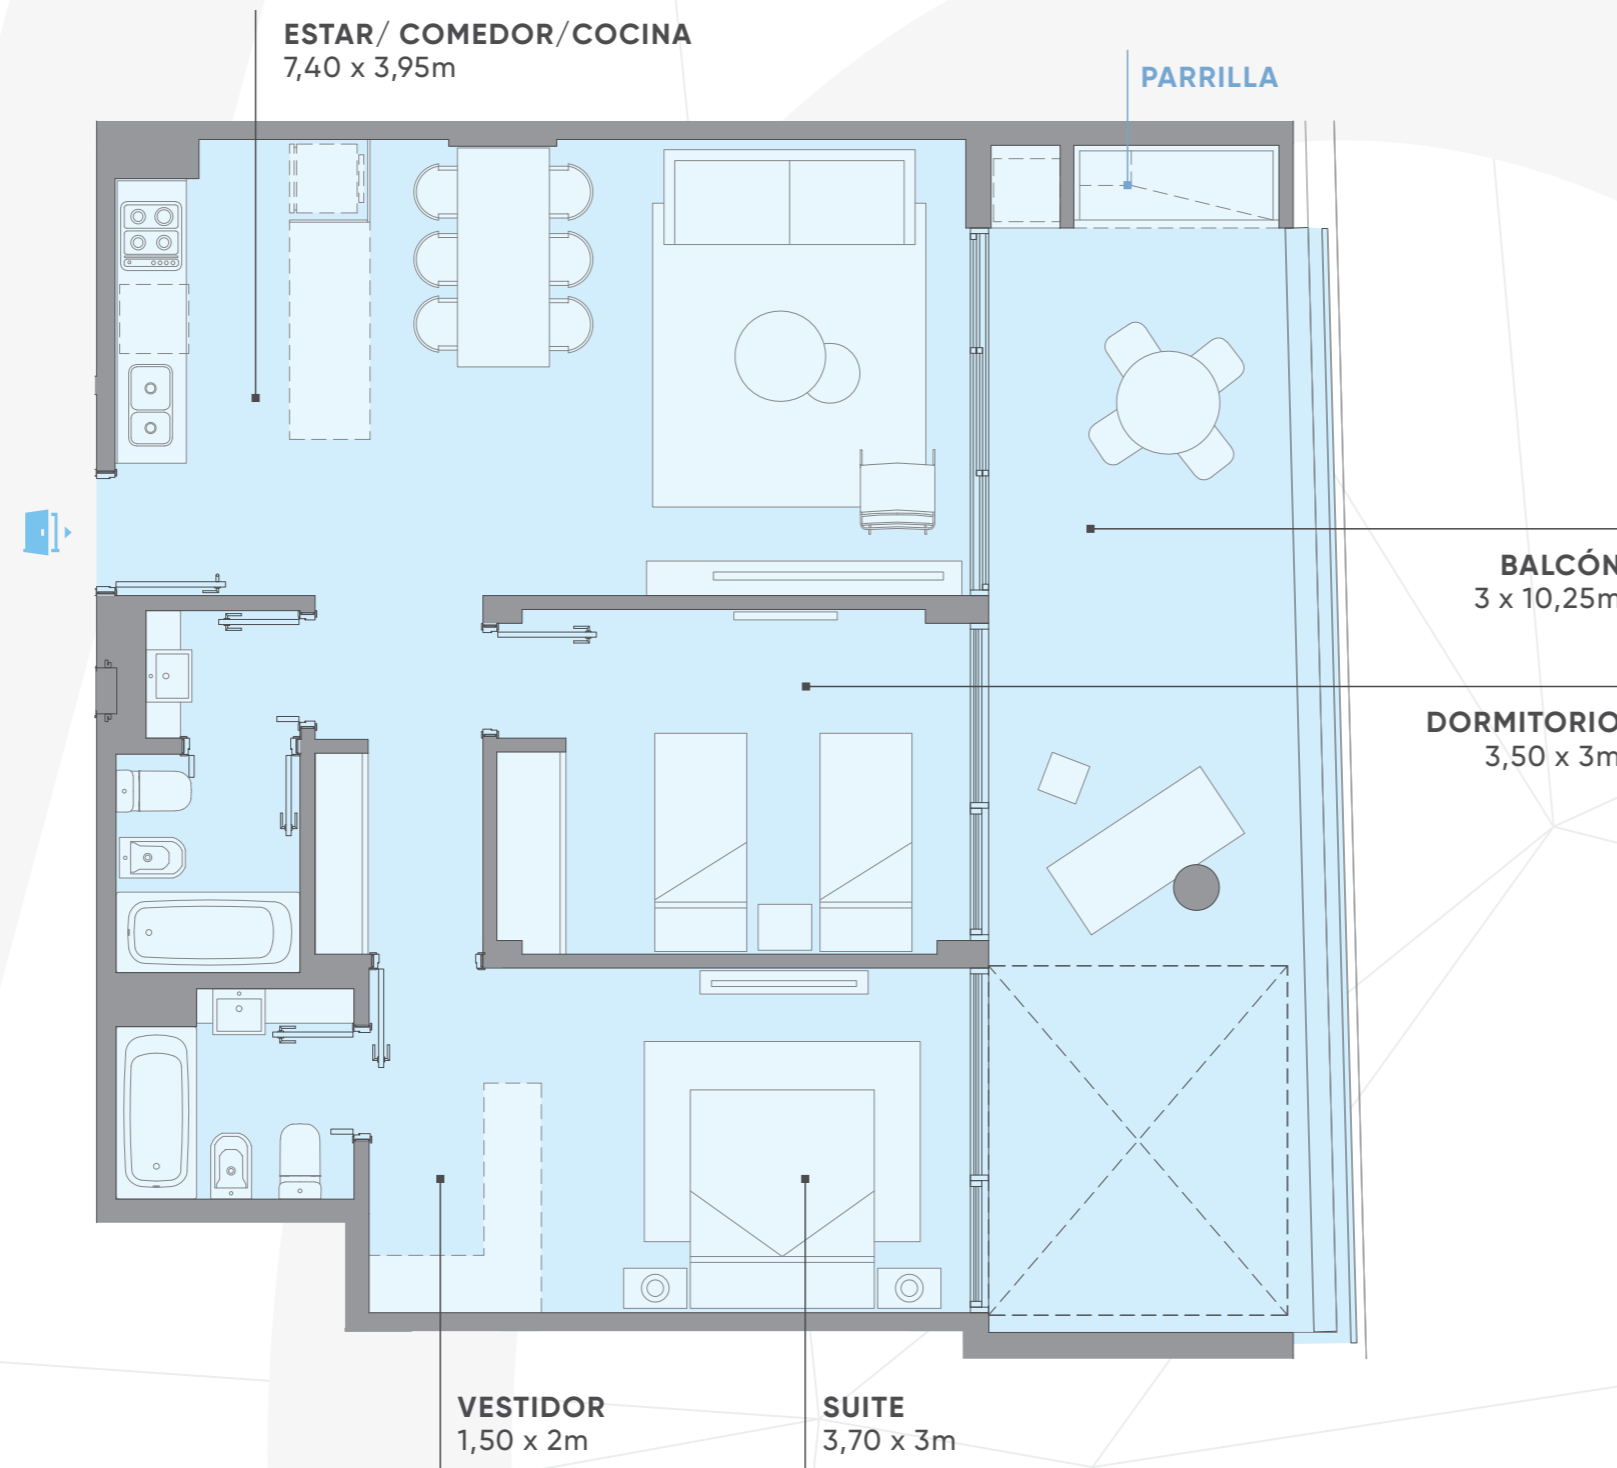 ESTAR/ COMEDOR/COCINA
7,40 x 3,95m
PARRILLA
BALCÓN
3 x 10,25m
DORMITORIO
3,50 x 3m
VESTIDOR
1,50 x 2m
SUITE
3,70 x 3m